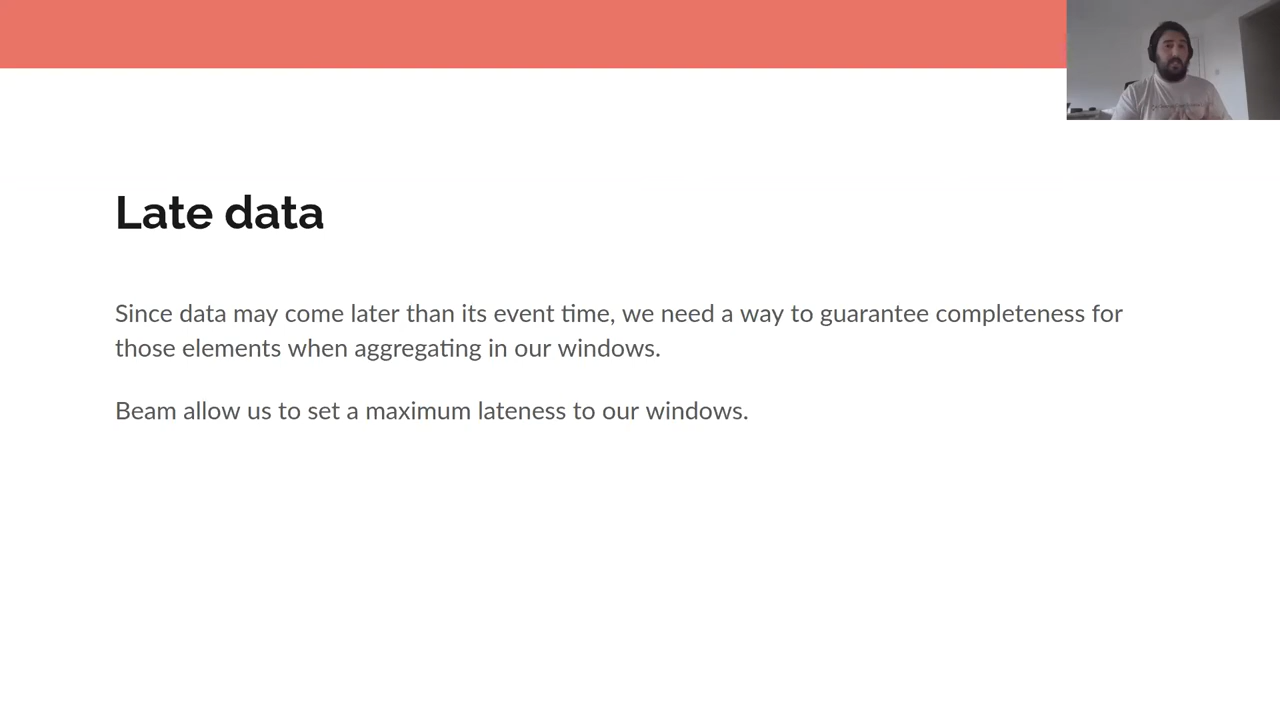 Late data
Since data may come later than its event time, we need a way to guarantee completeness for
those elements when aggregating in our windows.
Beam allow us to set a maximum lateness to our windows.